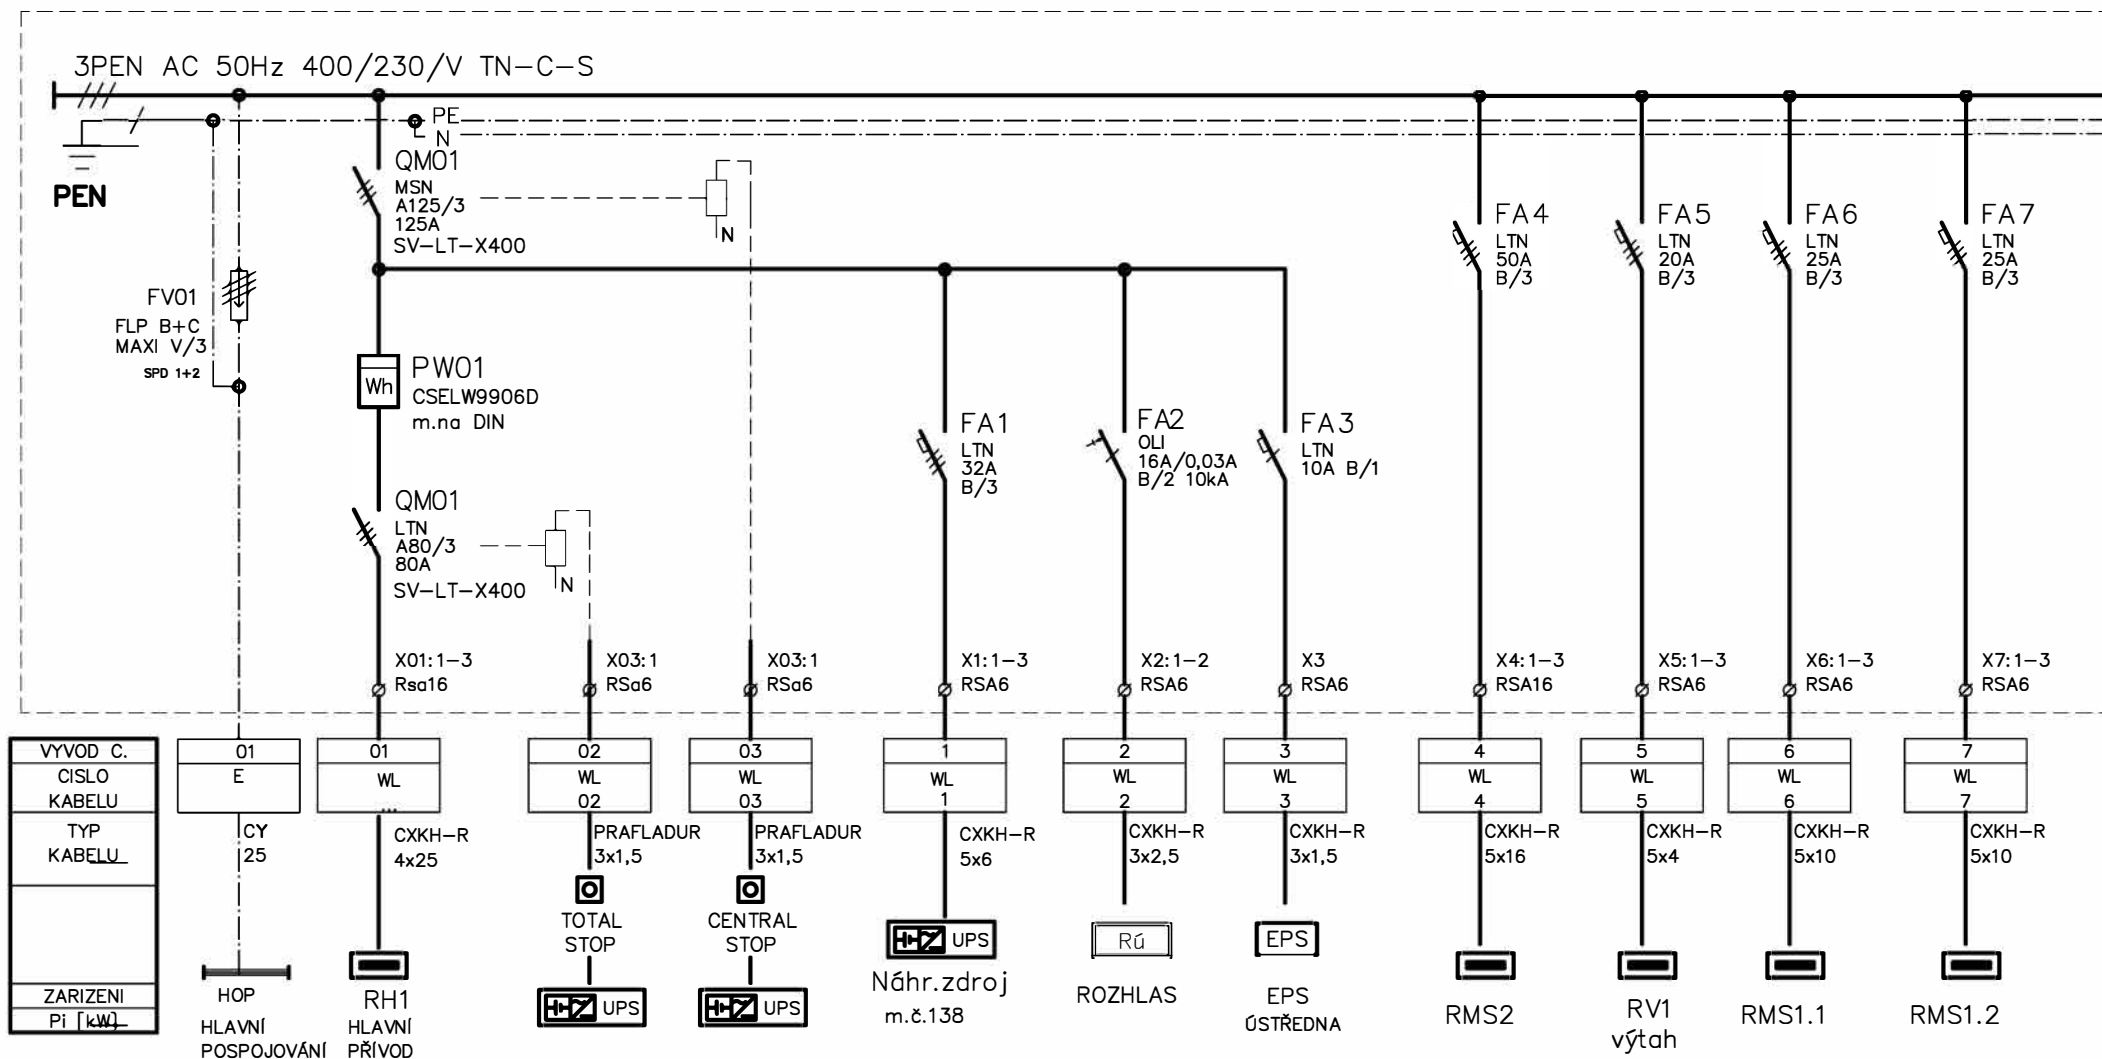 3PEN AC 50Hz 400/230/V TN-C-S
PE
N
PEN
QM01
MSN
A125/3
125A
SV-LT-X400
N
FV01
FLP B+C
MAXI V/3
SPD 1+2
Wh
PW01
CSELW9906D
m.na DIN
QM01
LTN
A80/3
80A
SV-LT-X400
N
FA1
LTN
32A
B/3
FA2
OLI
16A/0,03A
B/2 10kA
FA3
LTN
10A B/1
FA4
LTN
50A
B/3
FA5
LTN
20A
B/3
FA6
LTN
25A
B/3
FA7
LTN
25A
B/3
X01:1-3
Rsa16
X03:1
RSa6
X03:1
RSa6
X1:1-3
RSA6
X2:1-2
RSA6
X3
RSA6
X4:1-3
RSA16
X5:1-3
RSA6
X6:1-3
RSA6
X7:1-3
RSA6
VYVOD C.
CISLO
KABELU
TYP
KABELU
ZARIZENI
Pi [kW]
01
E
CY
25
HOP
HLAVNÍ
POSPOJOVÁNÍ
01
WL
...
CXKH-R
4x25
RH1
HLAVNÍ
PŘÍVOD
02
WL
02
PRAFLADUR
3x1,5
TOTAL
STOP
UPS
03
WL
03
PRAFLADUR
3x1,5
CENTRAL
STOP
UPS
1
WL
1
CXKH-R
5x6
UPS
Náhr.zdroj
m.č.138
2
WL
2
CXKH-R
3x2,5
Rú
ROZHLAS
3
WL
3
CXKH-R
3x1,5
EPS
EPS
ÚSTŘEDNA
4
WL
4
CXKH-R
5x16
RMS2
5
WL
5
CXKH-R
5x4
RV1
výtah
6
WL
6
CXKH-R
5x10
RMS1.1
7
WL
7
CXKH-R
5x10
RMS1.2